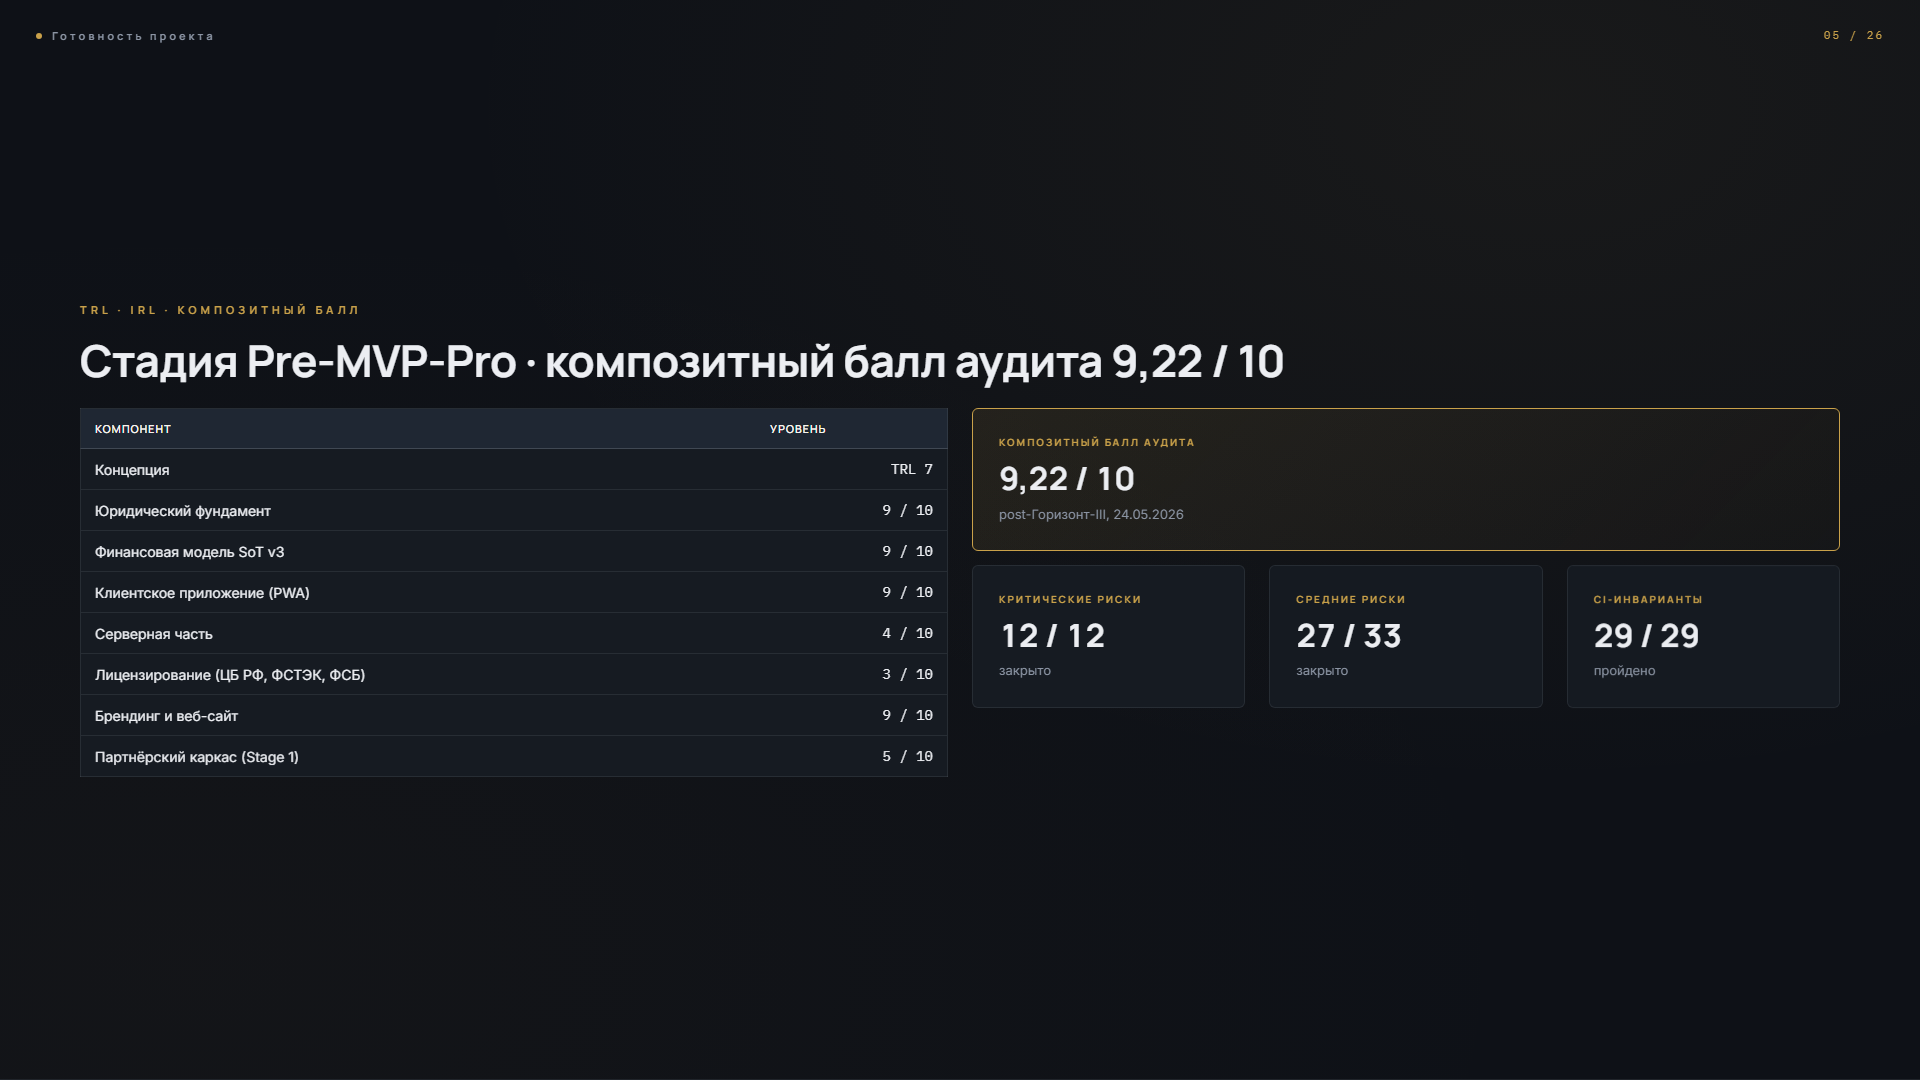 Готовность проекта
05 / 26
TRL · IRL · КОМПОЗИТНЫЙ БАЛЛ
Стадия Pre-MVP-Pro · композитный балл аудита 9,22 / 10
КОМПОНЕНТ УРОВЕНЬ
Концепция TRL 7
Юридический фундамент 9 / 10
Финансовая модель SoT v3 9 / 10
Клиентское приложение (PWA) 9 / 10
Серверная часть 4 / 10
Лицензирование (ЦБ РФ, ФСТЭК, ФСБ) 3 / 10
Брендинг и веб-сайт 9 / 10
Партнёрский каркас (Stage 1) 5 / 10
КОМПОЗИТНЫЙ БАЛЛ АУДИТА
9,22 / 10
post-Горизонт-III, 24.05.2026
КРИТИЧЕСКИЕ РИСКИ
12 / 12
закрыто
СРЕДНИЕ РИСКИ
27 / 33
закрыто
CI-ИНВАРИАНТЫ
29 / 29
пройдено